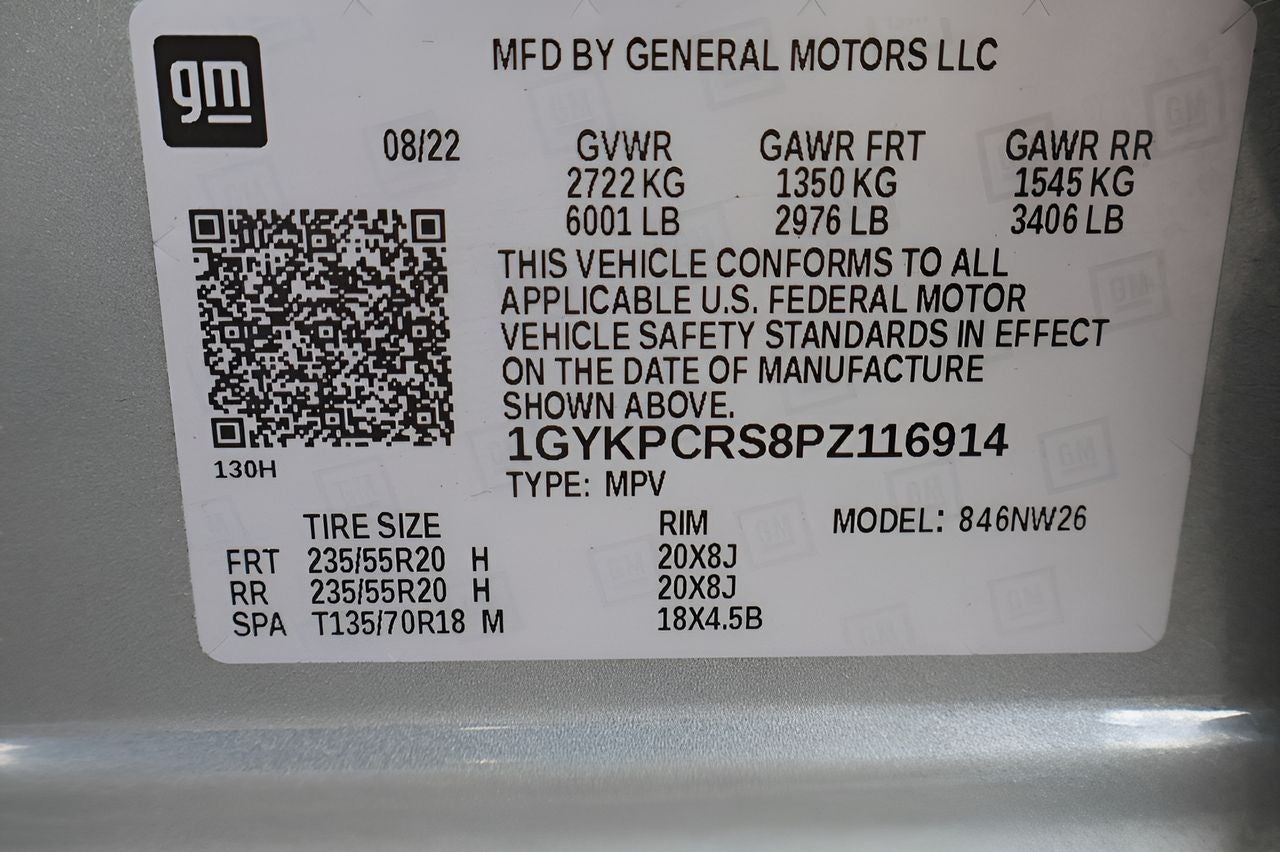 gm
MFD BY GENERAL MOTORS LLC
08/22 GVWR GAWR FRT GAWR RR
2722 KG 1350 KG 1545 KG
6001 LB 2976 LB 3406 LB
THIS VEHICLE CONFORMS TO ALL
APPLICABLE U.S. FEDERAL MOTOR
VEHICLE SAFETY STANDARDS IN EFFECT
ON THE DATE OF MANUFACTURE
SHOWN ABOVE.
1GYKPCRS8PZ116914
130H
TYPE: MPV
TIRE SIZE RIM MODEL: 846NW26
FRT 235/55R20 H 20X8J
RR 235/55R20 H 20X8J
SPA T135/70R18 M 18X4.5B